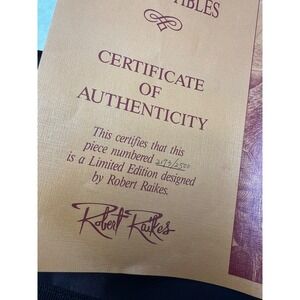 CERTIFICATE
OF
AUTHENTICITY
This certifies that this
piece numbered
is a Limited Edition designed
by Robert Raikes.
Robert Raikes